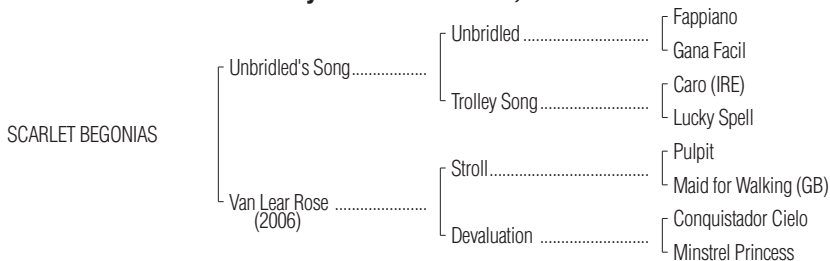 Fappiano
Unbridled ..............................
Gana Facil
Unbridled's Song..................
Caro (IRE)
Trolley Song..........................
Lucky Spell
SCARLET BEGONIAS
Pulpit
Stroll......................................
Maid for Walking (GB)
Van Lear Rose ......................
(2006)
Conquistador Cielo
Devaluation ..........................
Minstrel Princess